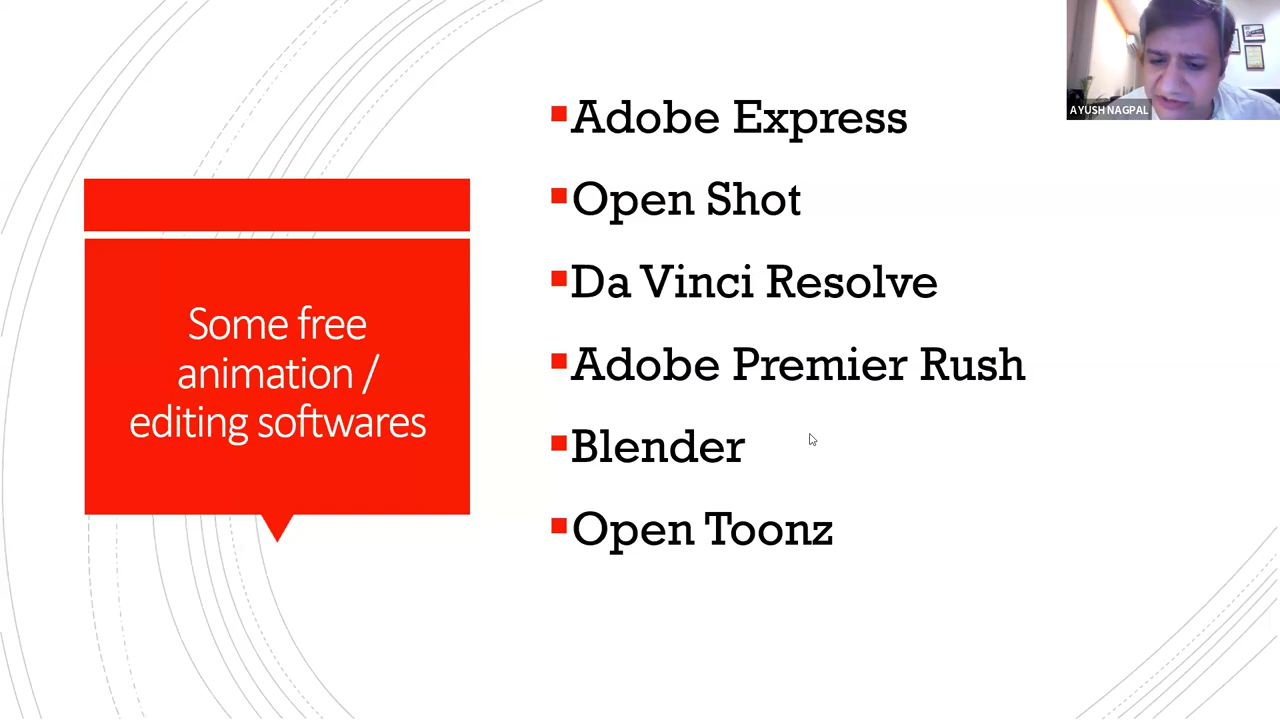 Some free
animation /
editing softwares
Adobe Express
Open Shot
Da Vinci Resolve
Adobe Premier Rush
Blender
Open Toonz
AYUSH NAGPAL